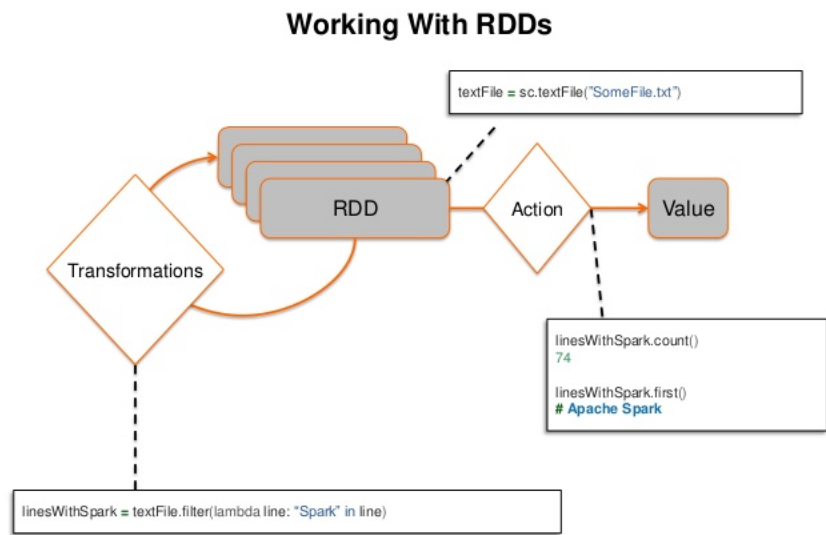 Working With RDDs
textFile = sc.textFile("SomeFile.txt")
RDD
Action
Value
Transformations
linesWithSpark.count()
74
linesWithSpark.first()
# Apache Spark
linesWithSpark = textFile.filter(lambda line: "Spark" in line)